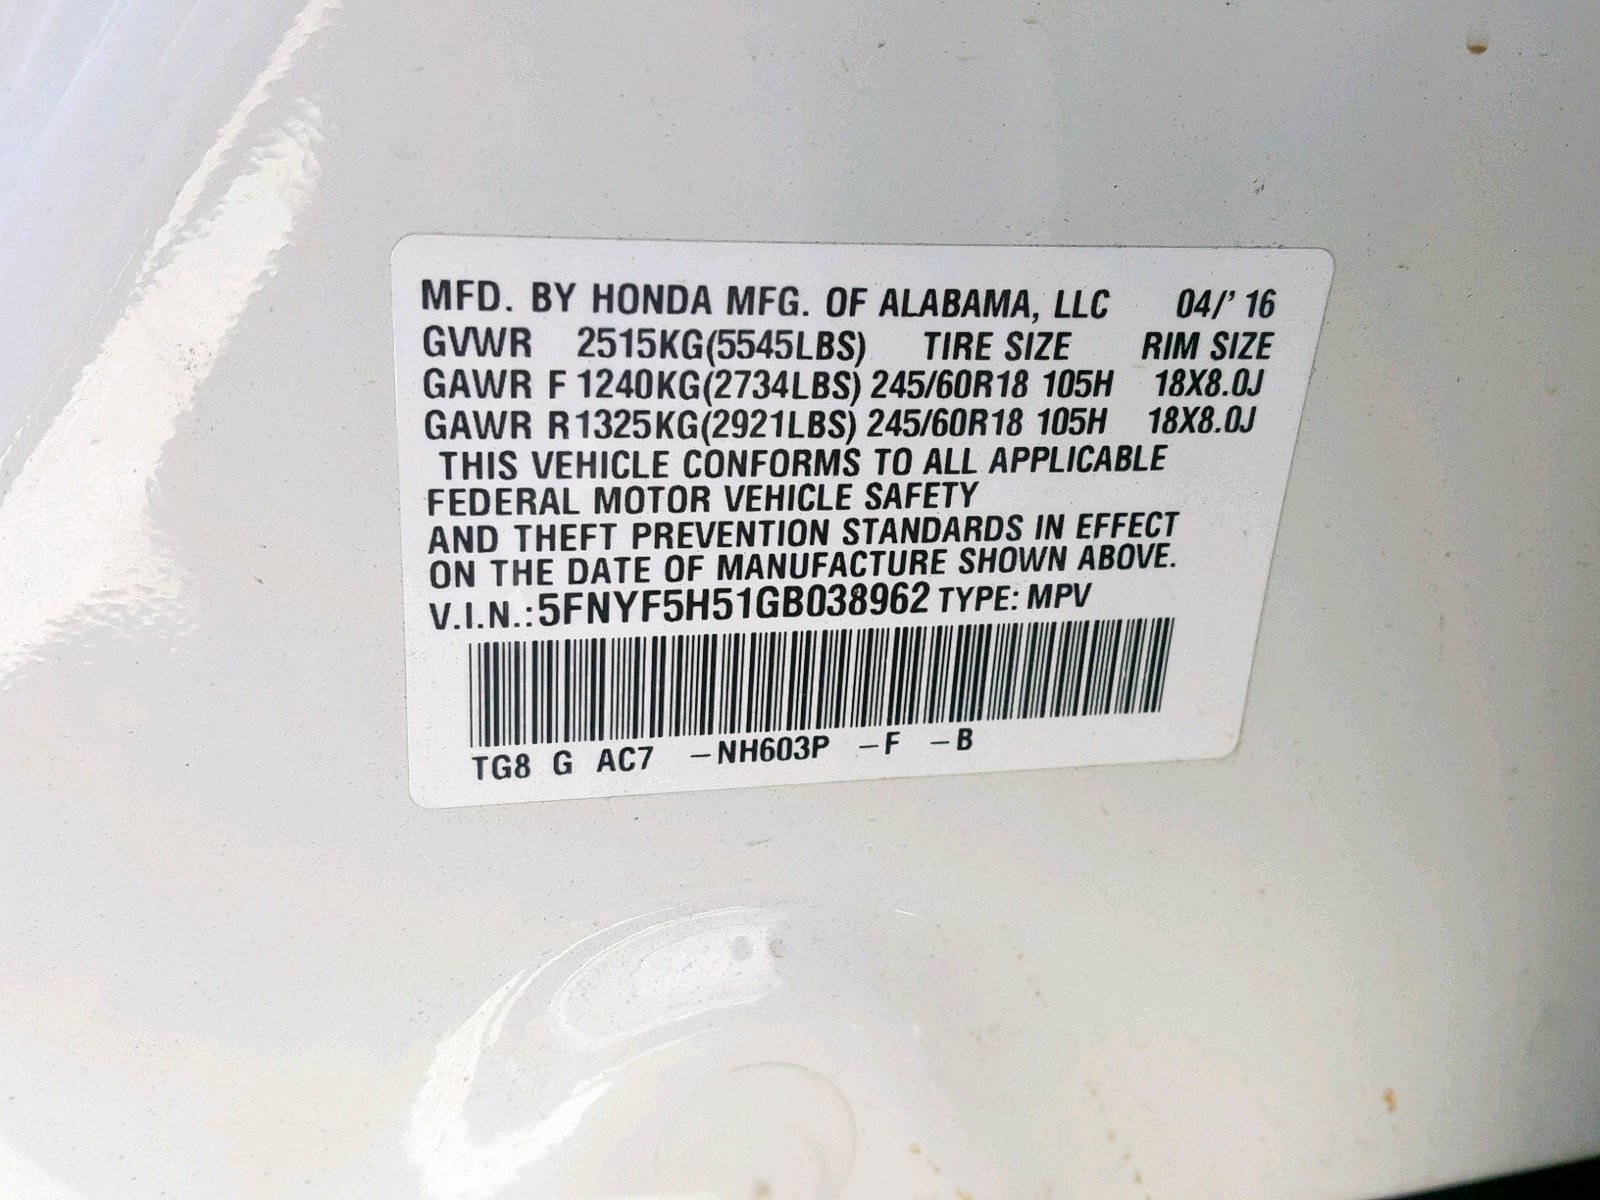 MFD. BY HONDA MFG. OF ALABAMA, LLC 04/' 16
GVWR 2515KG(5545LBS) TIRE SIZE RIM SIZE
GAWR F 1240KG(2734LBS) 245/60R18 105H 18X8.0J
GAWR R 1325KG(2921LBS) 245/60R18 105H 18X8.0J
THIS VEHICLE CONFORMS TO ALL APPLICABLE
FEDERAL MOTOR VEHICLE SAFETY
AND THEFT PREVENTION STANDARDS IN EFFECT
ON THE DATE OF MANUFACTURE SHOWN ABOVE.
V.I.N.: 5FNYF5H51GB038962 TYPE: MPV
TG8 G AC7 -NH603P -F -B